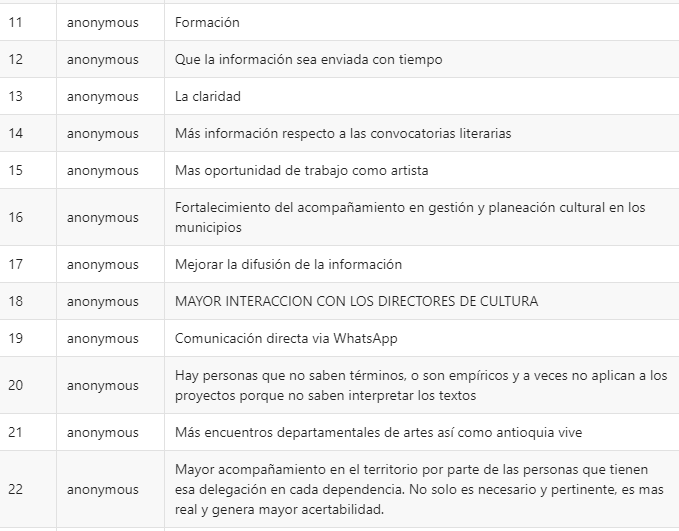 11 anonymous Formación
12 anonymous Que la información sea enviada con tiempo
13 anonymous La claridad
14 anonymous Más información respecto a las convocatorias literarias
15 anonymous Mas oportunidad de trabajo como artista
16 anonymous Fortalecimiento del acompañamiento en gestión y planeación cultural en los
municipios
17 anonymous Mejorar la difusión de la información
18 anonymous MAYOR INTERACCION CON LOS DIRECTORES DE CULTURA
19 anonymous Comunicación directa via WhatsApp
20 anonymous Hay personas que no saben términos, o son empíricos y a veces no aplican a los
proyectos porque no saben interpretar los textos
21 anonymous Más encuentros departamentales de artes así como antioquia vive
22 anonymous Mayor acompañamiento en el territorio por parte de las personas que tienen
esa delegación en cada dependencia. No solo es necesario y pertinente, es mas
real y genera mayor acertabilidad.